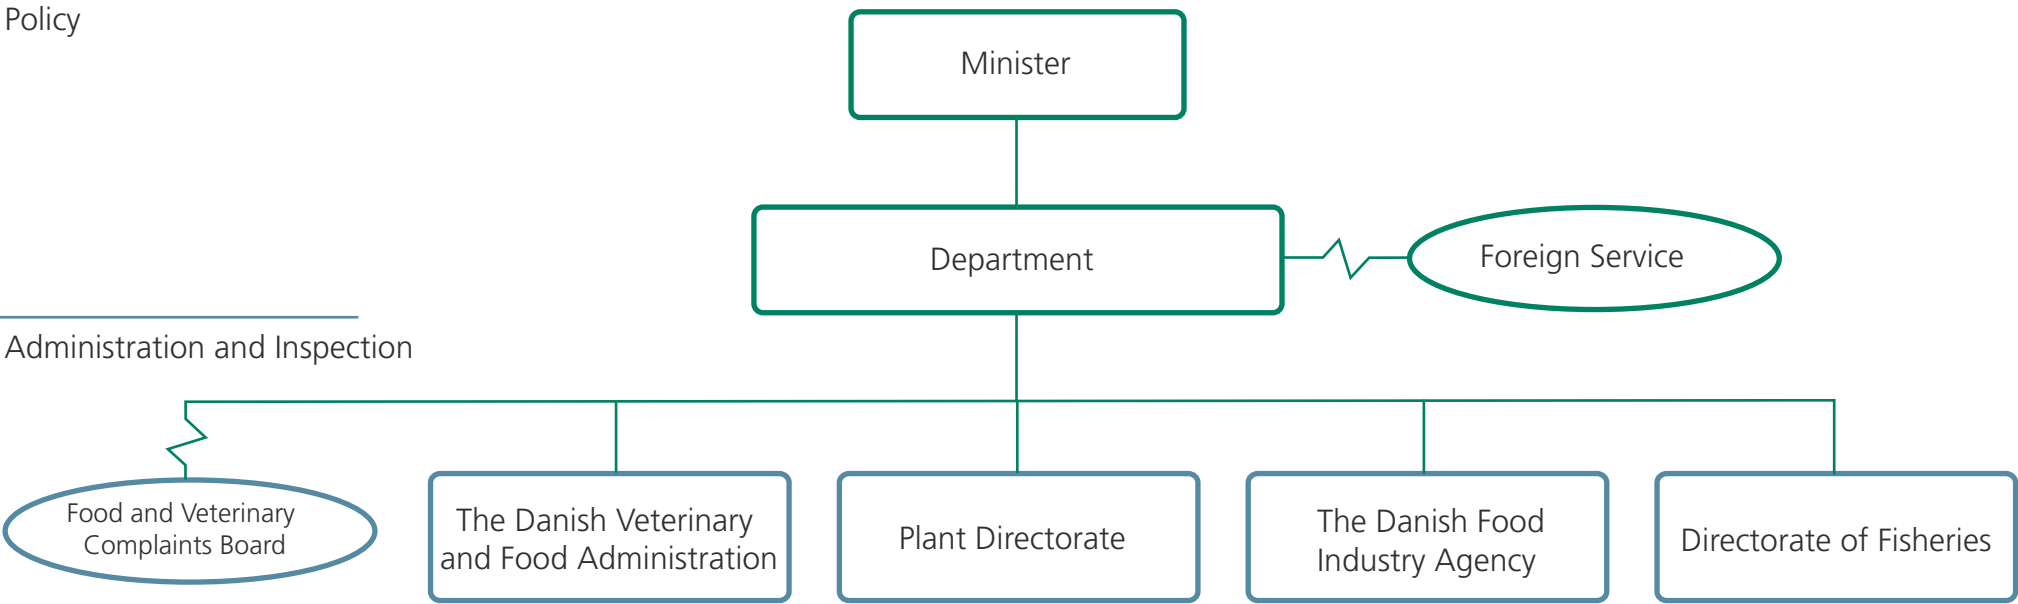 Policy
Minister
Department
Foreign Service
Administration and Inspection
Food and Veterinary
Complaints Board
The Danish Veterinary
and Food Administration
Plant Directorate
The Danish Food
Industry Agency
Directorate of Fisheries